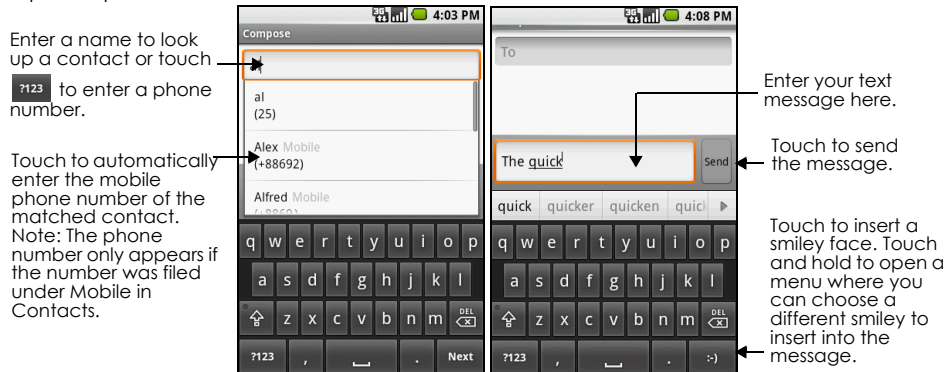 Enter a name to look
up a contact or touch
?123 to enter a phone
number.
Touch to automatically
enter the mobile
phone number of the
matched contact.
Note: The phone
number only appears if
the number was filed
under Mobile in
Contacts.
3G 4:03 PM
Compose
al
(25)
Alex Mobile
(+88692)
Alfred Mobile
q w e r t y u i o p
a s d f g h j k l
z x c v b n m DEL
?123 , . Next
3G 4:08 PM
To
The quick
Send
quick quicker quicken
q w e r t y u i o p
a s d f g h j k l
z x c v b n m DEL
?123 , . :-)
Enter your text
message here.
Touch to send
the message.
Touch to insert a
smiley face. Touch
and hold to open a
menu where you
can choose a
different smiley to
insert into the
message.